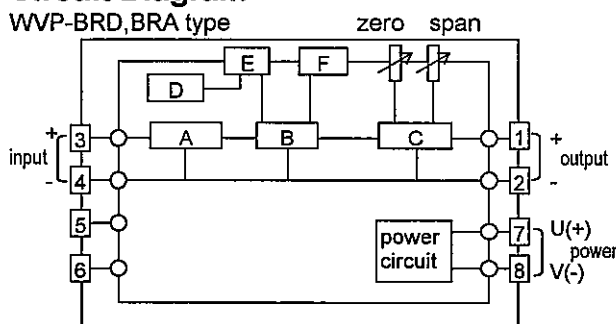 WVP-BRD,BRA type
zero span
E F
D
+ 3 A B C 1 +
input output
- 4 2 -
5
6
power circuit
7 U(+)
power
8 V(-)